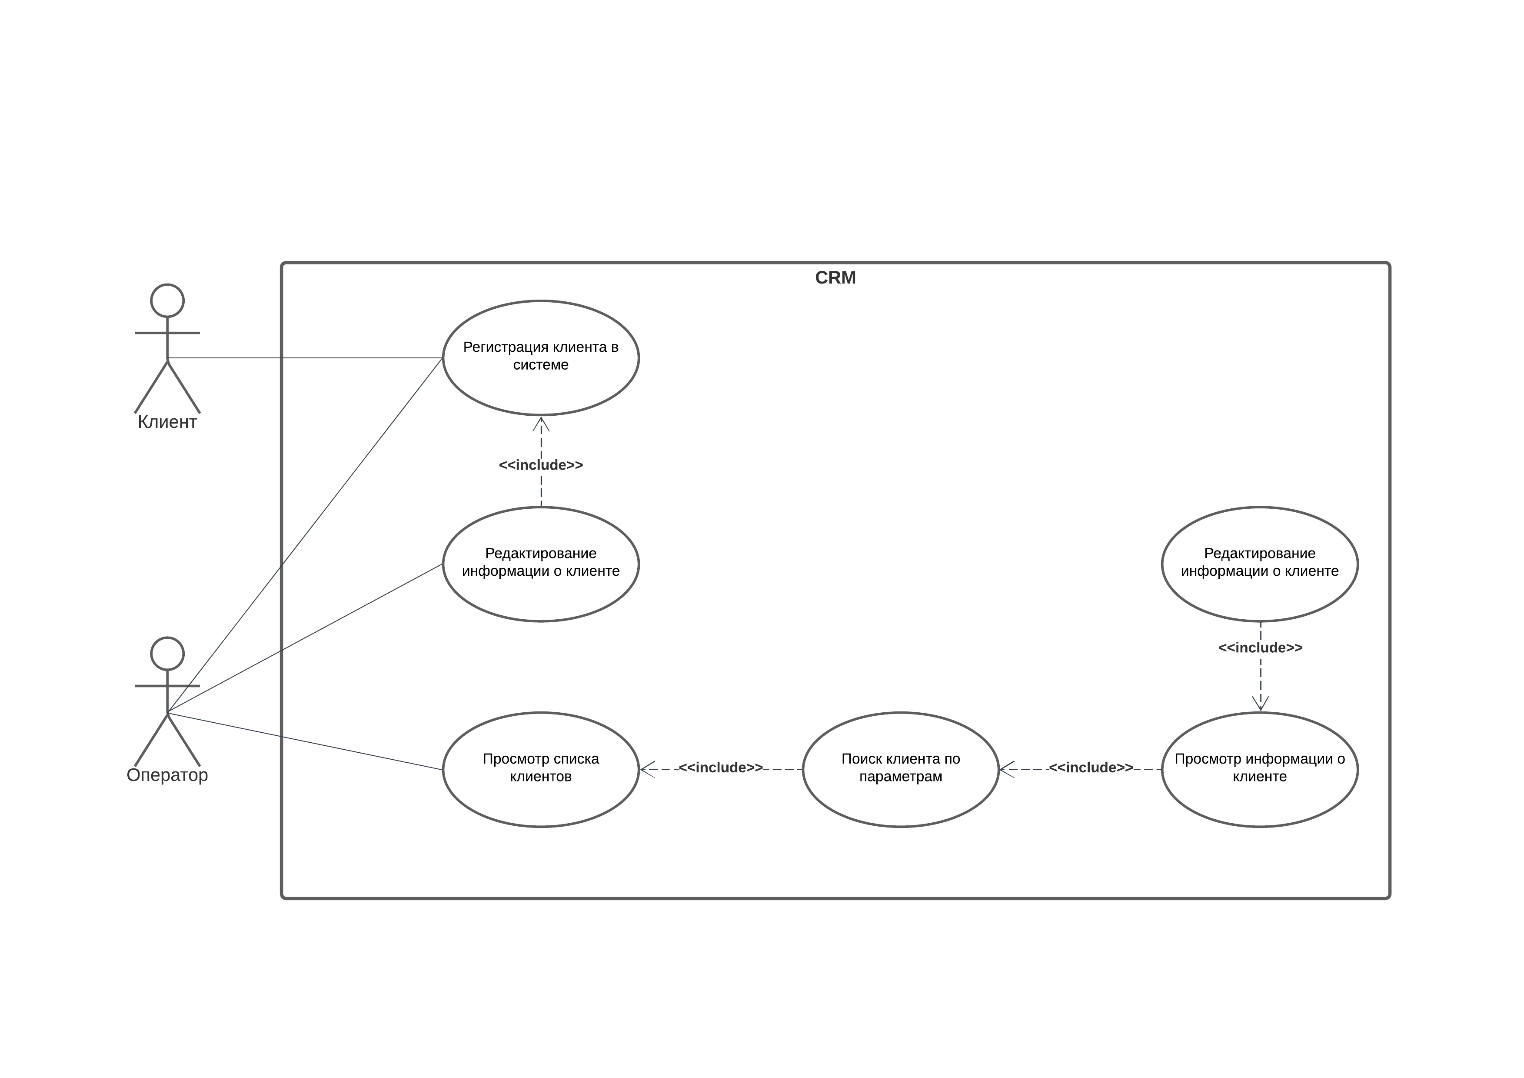 CRM
Клиент
Регистрация клиента в
системе
<<include>>
Редактирование
информации о клиенте
Редактирование
информации о клиенте
<<include>>
Оператор
Просмотр списка
клиентов
<<include>>
Поиск клиента по
параметрам
<<include>>
Просмотр информации о
клиенте